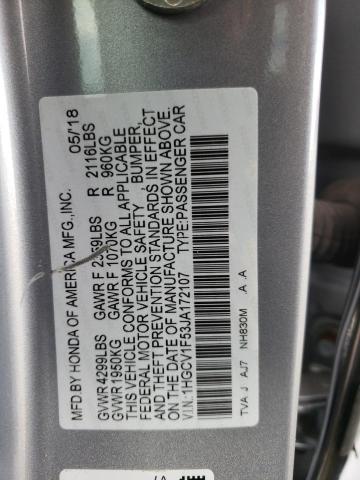 MFD BY HONDA OF AMERICA MFG.,INC. 05/'18
GVWR 4299LBS GAWR F 2359LBS R 2116LBS
GVWR 1950KG GAWR F 1070KG R 960KG
THIS VEHICLE CONFORMS TO ALL APPLICABLE
FEDERAL MOTOR VEHICLE SAFETY, BUMPER,
AND THEFT PREVENTION STANDARDS IN EFFECT
ON THE DATE OF MANUFACTURE SHOWN ABOVE.
V.I.N.:1HGCV1F53JA172107 TYPE:PASSENGER CAR
TVA J AJ7 NH830M A .A